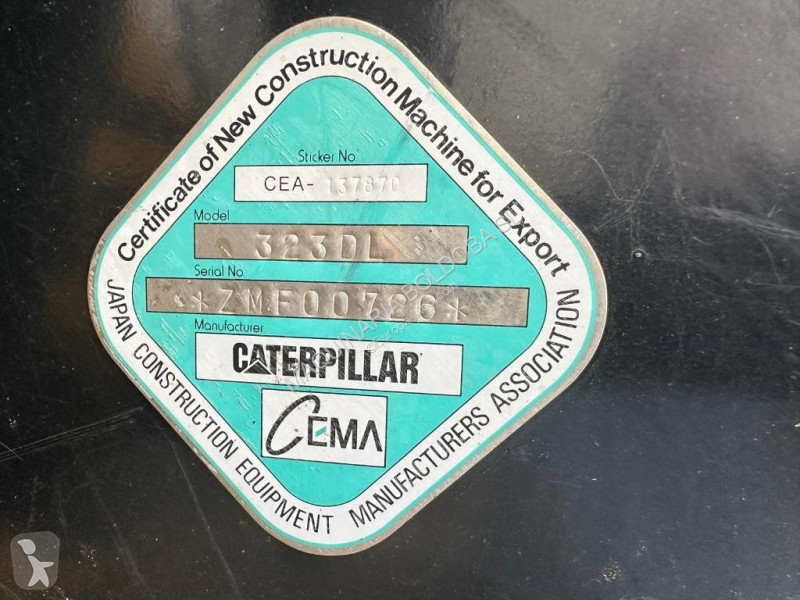 Certificate of New Construction Machine for Export
Sticker No
CEA- 137870
Model
323DL
Serial No.
*ZMF00726*
Manufacturer
CATERPILLAR
CEMA
JAPAN CONSTRUCTION EQUIPMENT MANUFACTURERS ASSOCIATION